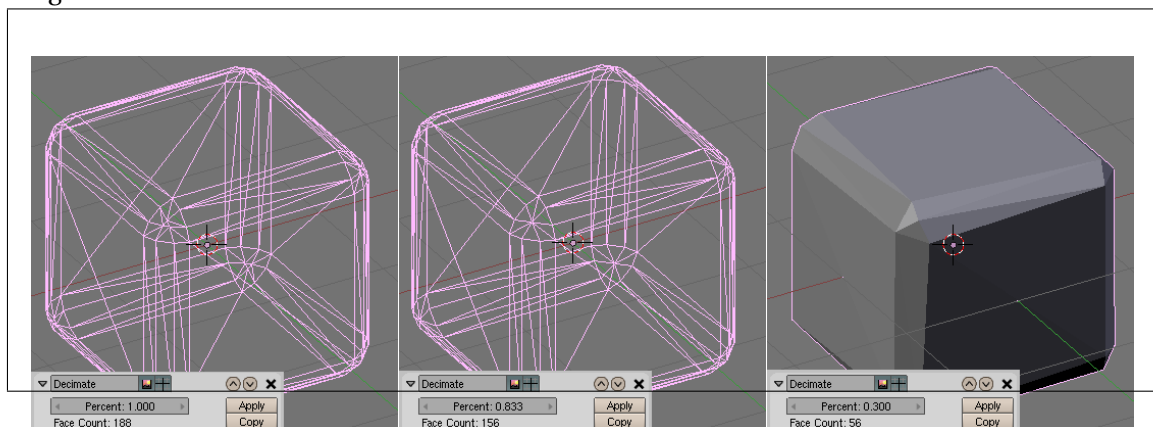 Decimate
Percent: 1.000
Apply
Face Count: 188
Copy
Decimate
Percent: 0.833
Apply
Face Count: 156
Copy
Decimate
Percent: 0.300
Apply
Face Count: 56
Copy